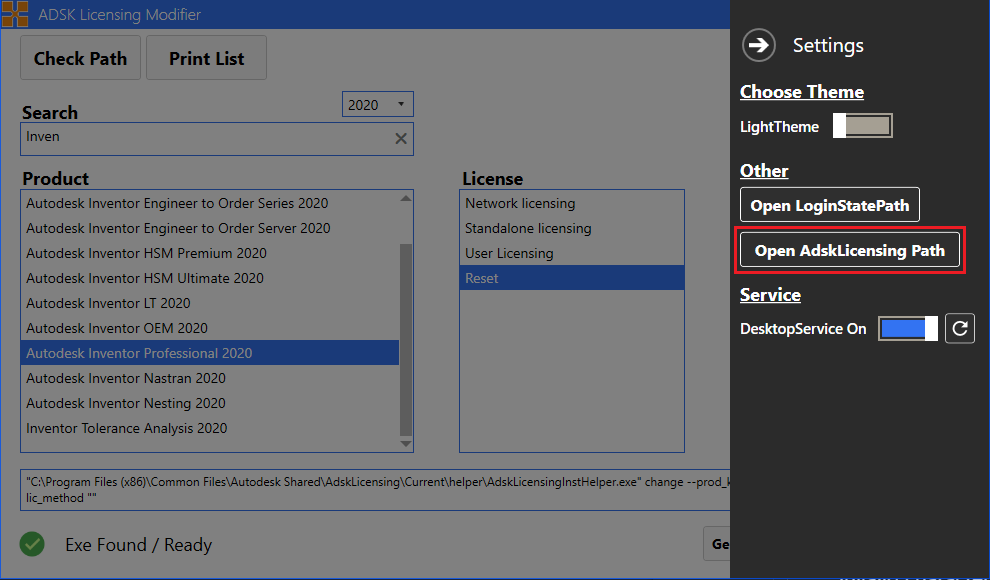 ADSK Licensing Modifier
Check Path
Print List
Search
2020
Inven
Product
Autodesk Inventor Engineer to Order Series 2020
Autodesk Inventor Engineer to Order Server 2020
Autodesk Inventor HSM Premium 2020
Autodesk Inventor HSM Ultimate 2020
Autodesk Inventor LT 2020
Autodesk Inventor OEM 2020
Autodesk Inventor Professional 2020
Autodesk Inventor Nastran 2020
Autodesk Inventor Nesting 2020
Inventor Tolerance Analysis 2020
License
Network licensing
Standalone licensing
User Licensing
Reset
"C:\Program Files (x86)\Common Files\Autodesk Shared\AdskLicensing\Current\helper\AdskLicensingInstHelper.exe" change --prod_k
lic_method ""
Exe Found / Ready
Ge
Settings
Choose Theme
LightTheme
Other
Open LoginStatePath
Open AdskLicensing Path
Service
DesktopService On